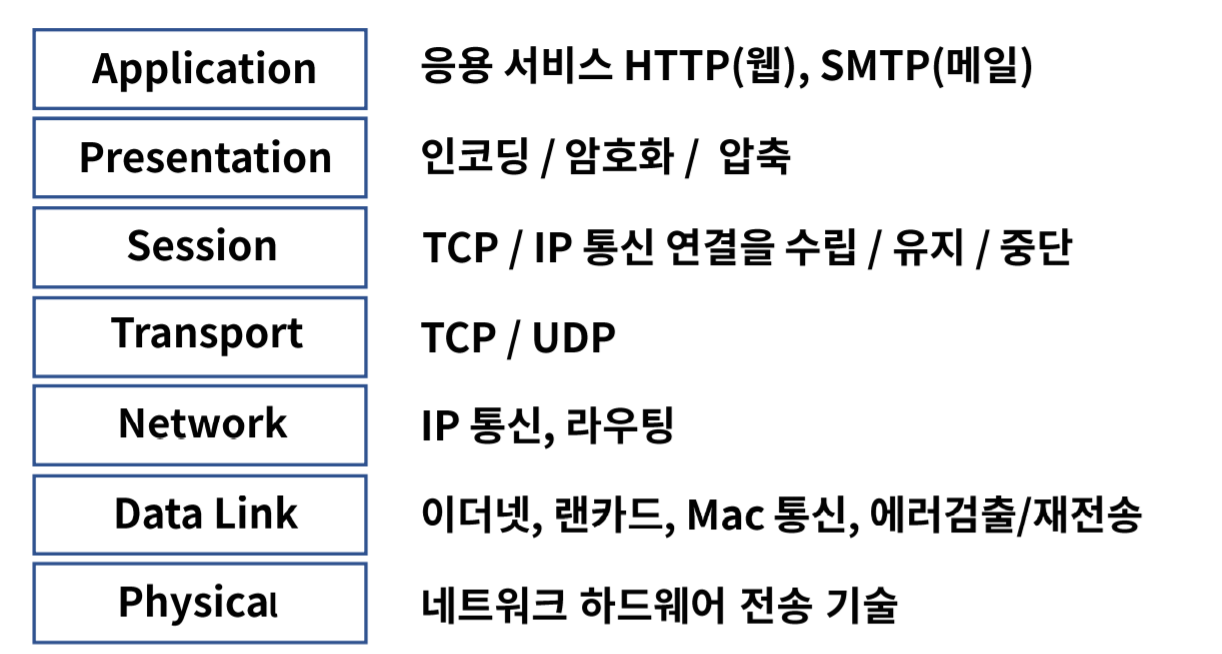 Application 응용 서비스 HTTP(웹), SMTP(메일)
Presentation 인코딩 / 암호화 / 압축
Session TCP / IP 통신 연결을 수립 / 유지 / 중단
Transport TCP / UDP
Network IP 통신, 라우팅
Data Link 이더넷, 랜카드, Mac 통신, 에러검출/재전송
Physical 네트워크 하드웨어 전송 기술